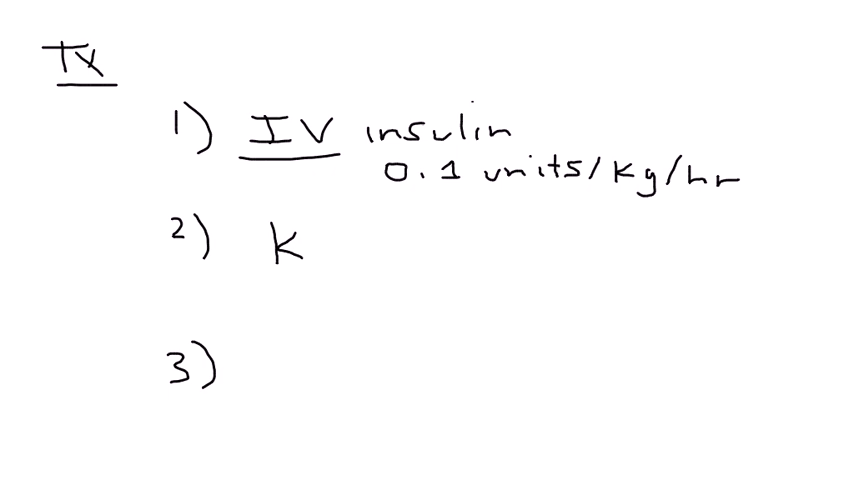 Tx
1) IV insulin
0.1 units/kg/hr
2) K
3)